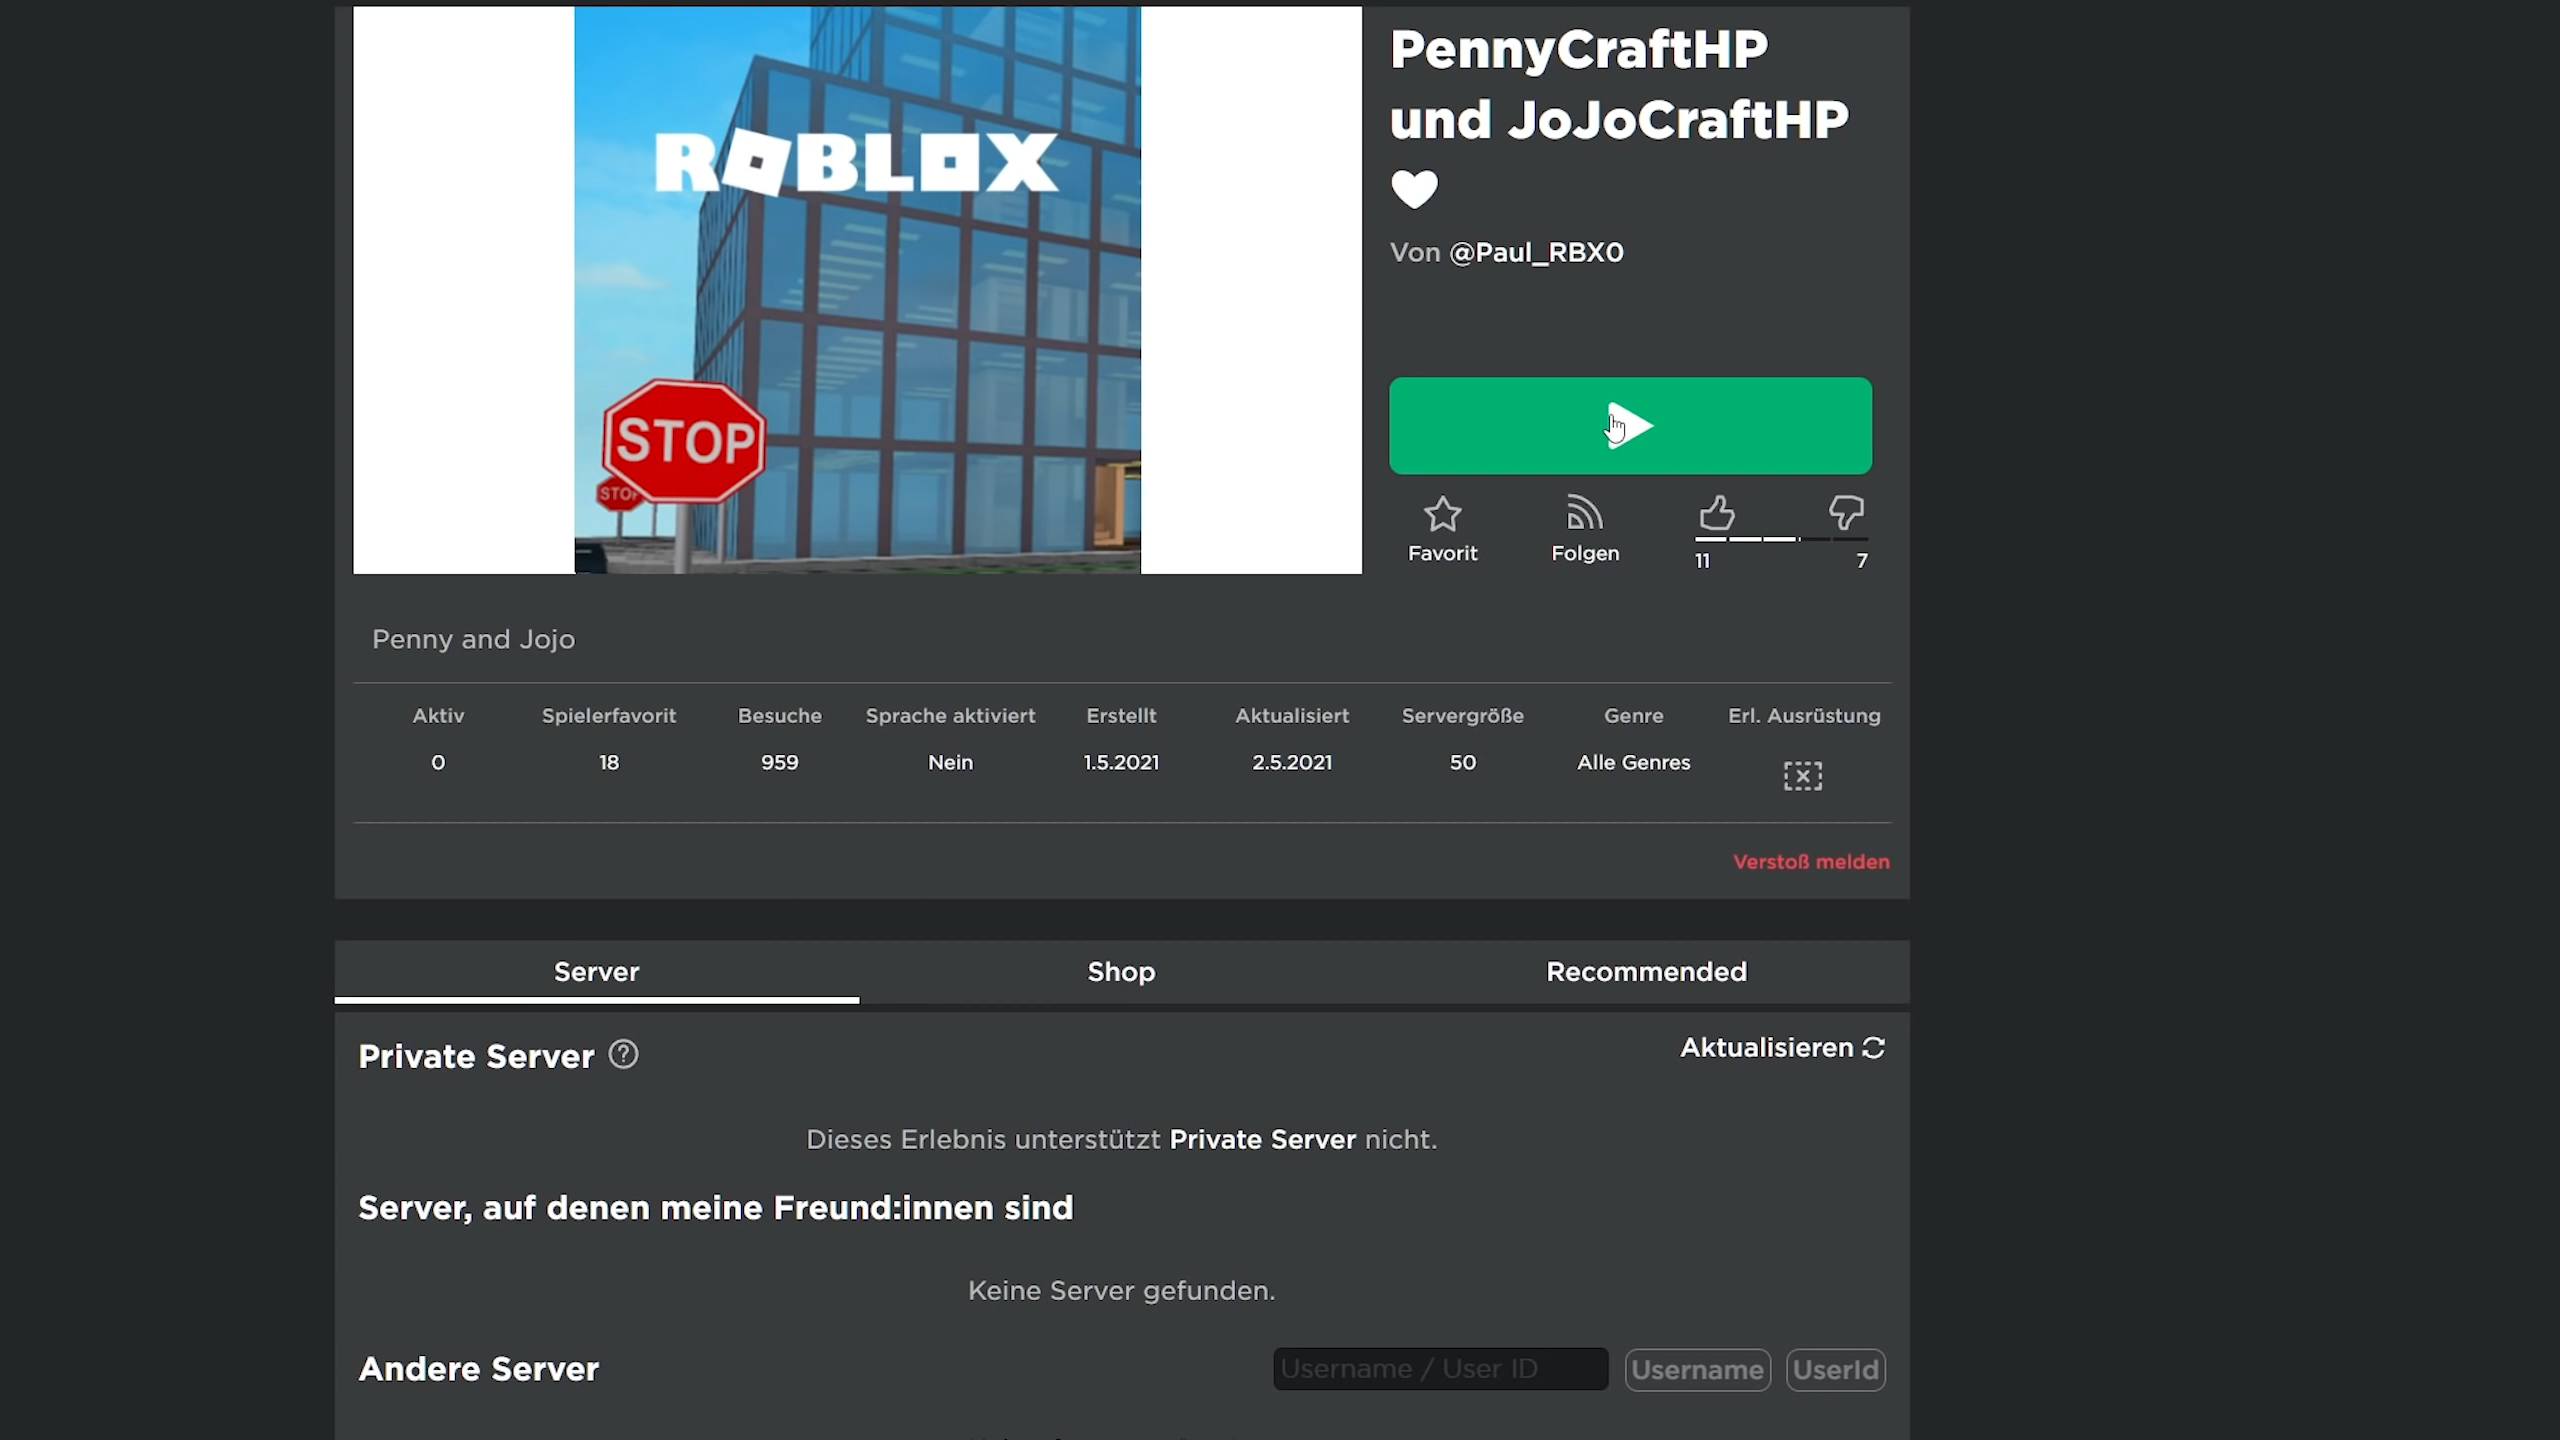 ROBLOX
STOP
STOP
PennyCraftHP
und JoJoCraftHP
Von @Paul_RBX0
Favorit
Folgen
11
7
Penny and Jojo
Aktiv
Spielerfavorit
Besuche
Sprache aktiviert
Erstellt
Aktualisiert
Servergröße
Genre
Erl. Ausrüstung
0
18
959
Nein
1.5.2021
2.5.2021
50
Alle Genres
Verstoß melden
Server
Shop
Recommended
Private Server
Aktualisieren
Dieses Erlebnis unterstützt Private Server nicht.
Server, auf denen meine Freund:innen sind
Keine Server gefunden.
Andere Server
Username / User ID
Username
UserId